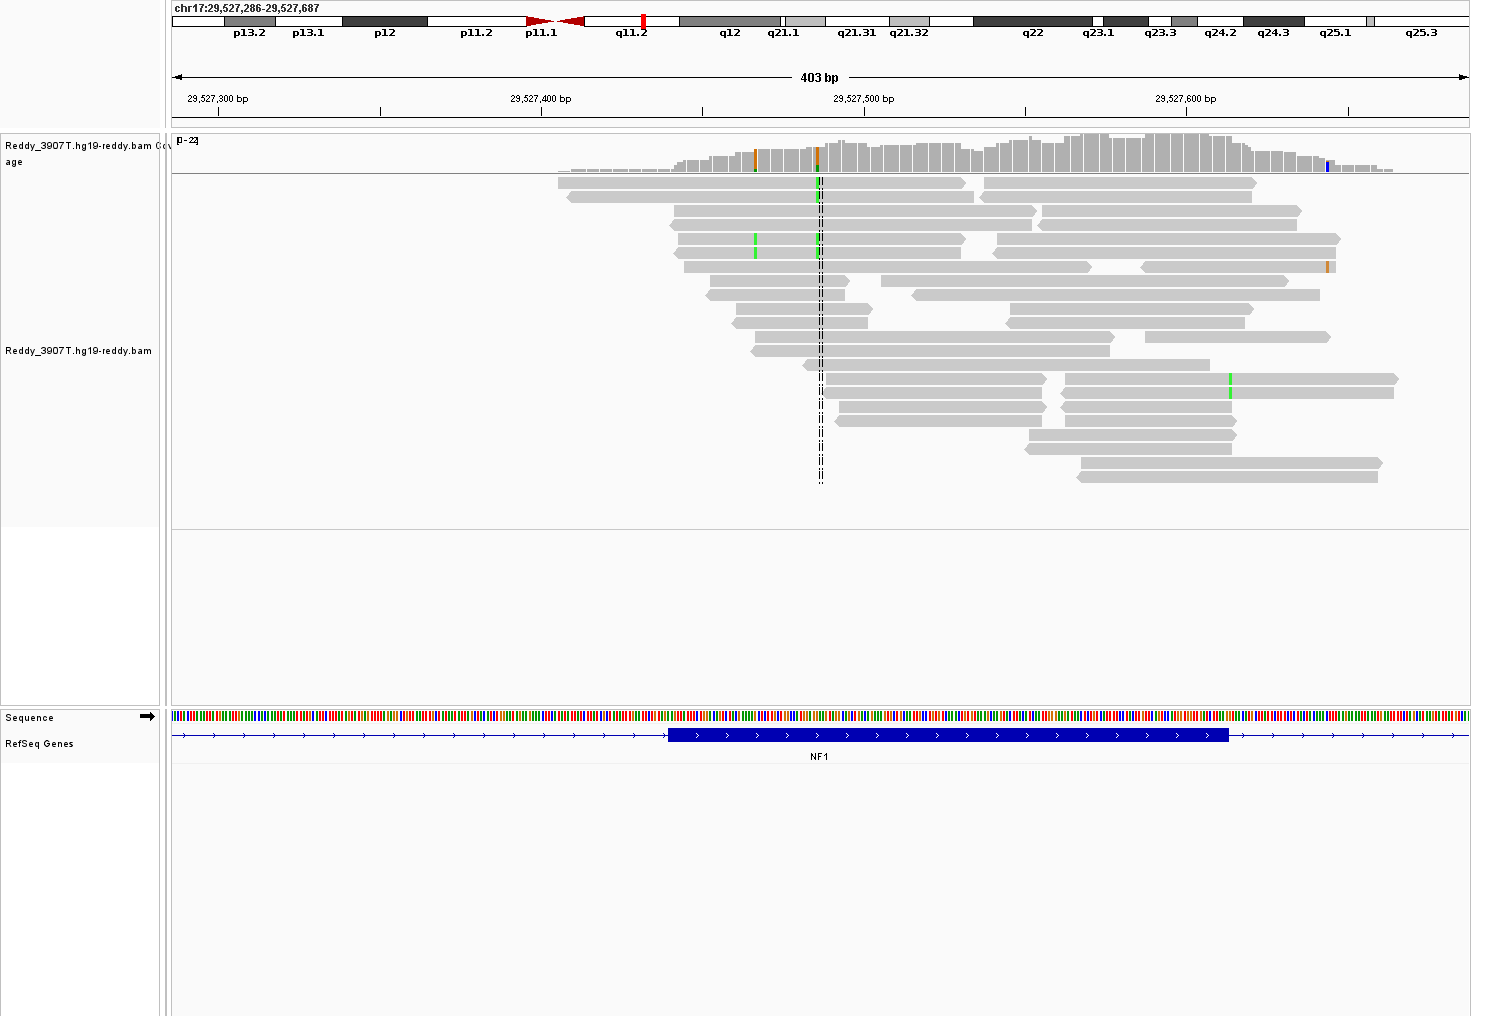 chr17:29,527,286-29,527,687
p13.2 p13.1 p12 p11.2 p11.1 q11.2 q12 q21.1 q21.31 q21.32 q22 q23.1 q23.3 q24.2 q24.3 q25.1 q25.3
403 bp
29,527,300 bp 29,527,400 bp 29,527,500 bp 29,527,600 bp
[0-22]
Reddy_3907T.hg19-reddy.bam Cov
age
Reddy_3907T.hg19-reddy.bam
Sequence
RefSeq Genes
NF1